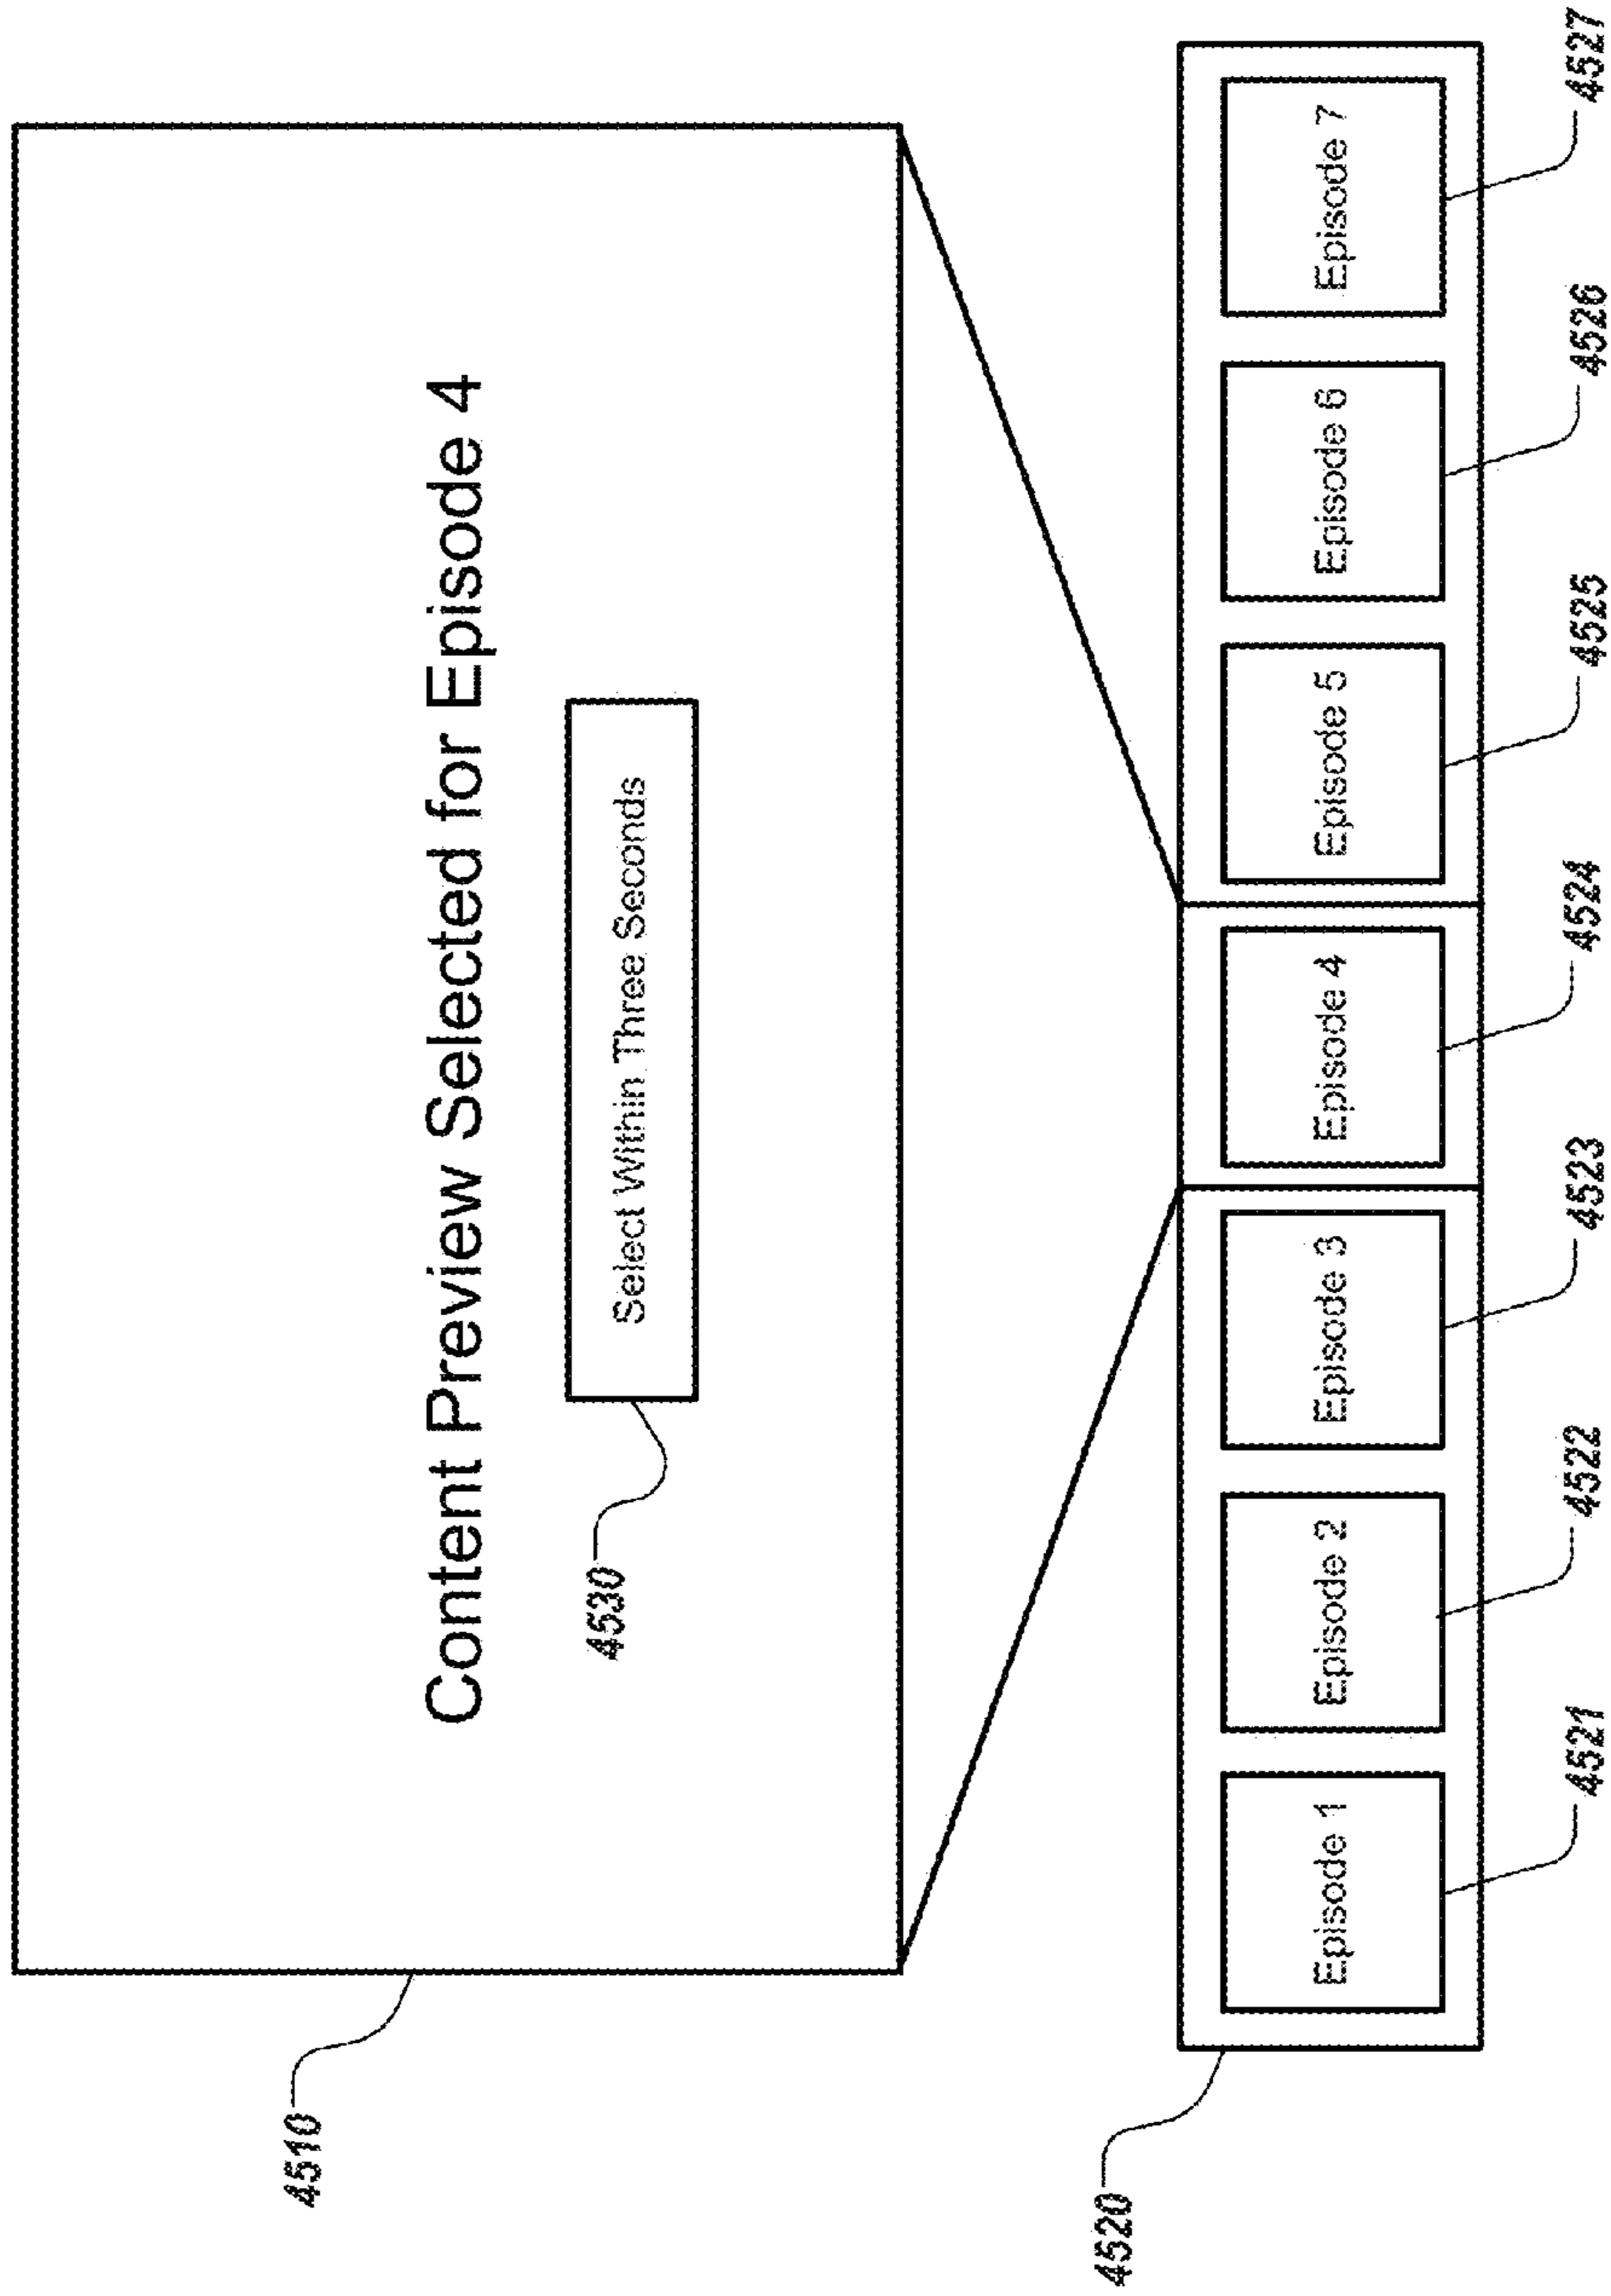 Content Preview Selected for Episode 4
Select Within Three Seconds
4530
4510
4520
Episode 1
Episode 2
Episode 3
Episode 4
Episode 5
Episode 6
Episode 7
4521
4522
4523
4524
4525
4526
4527